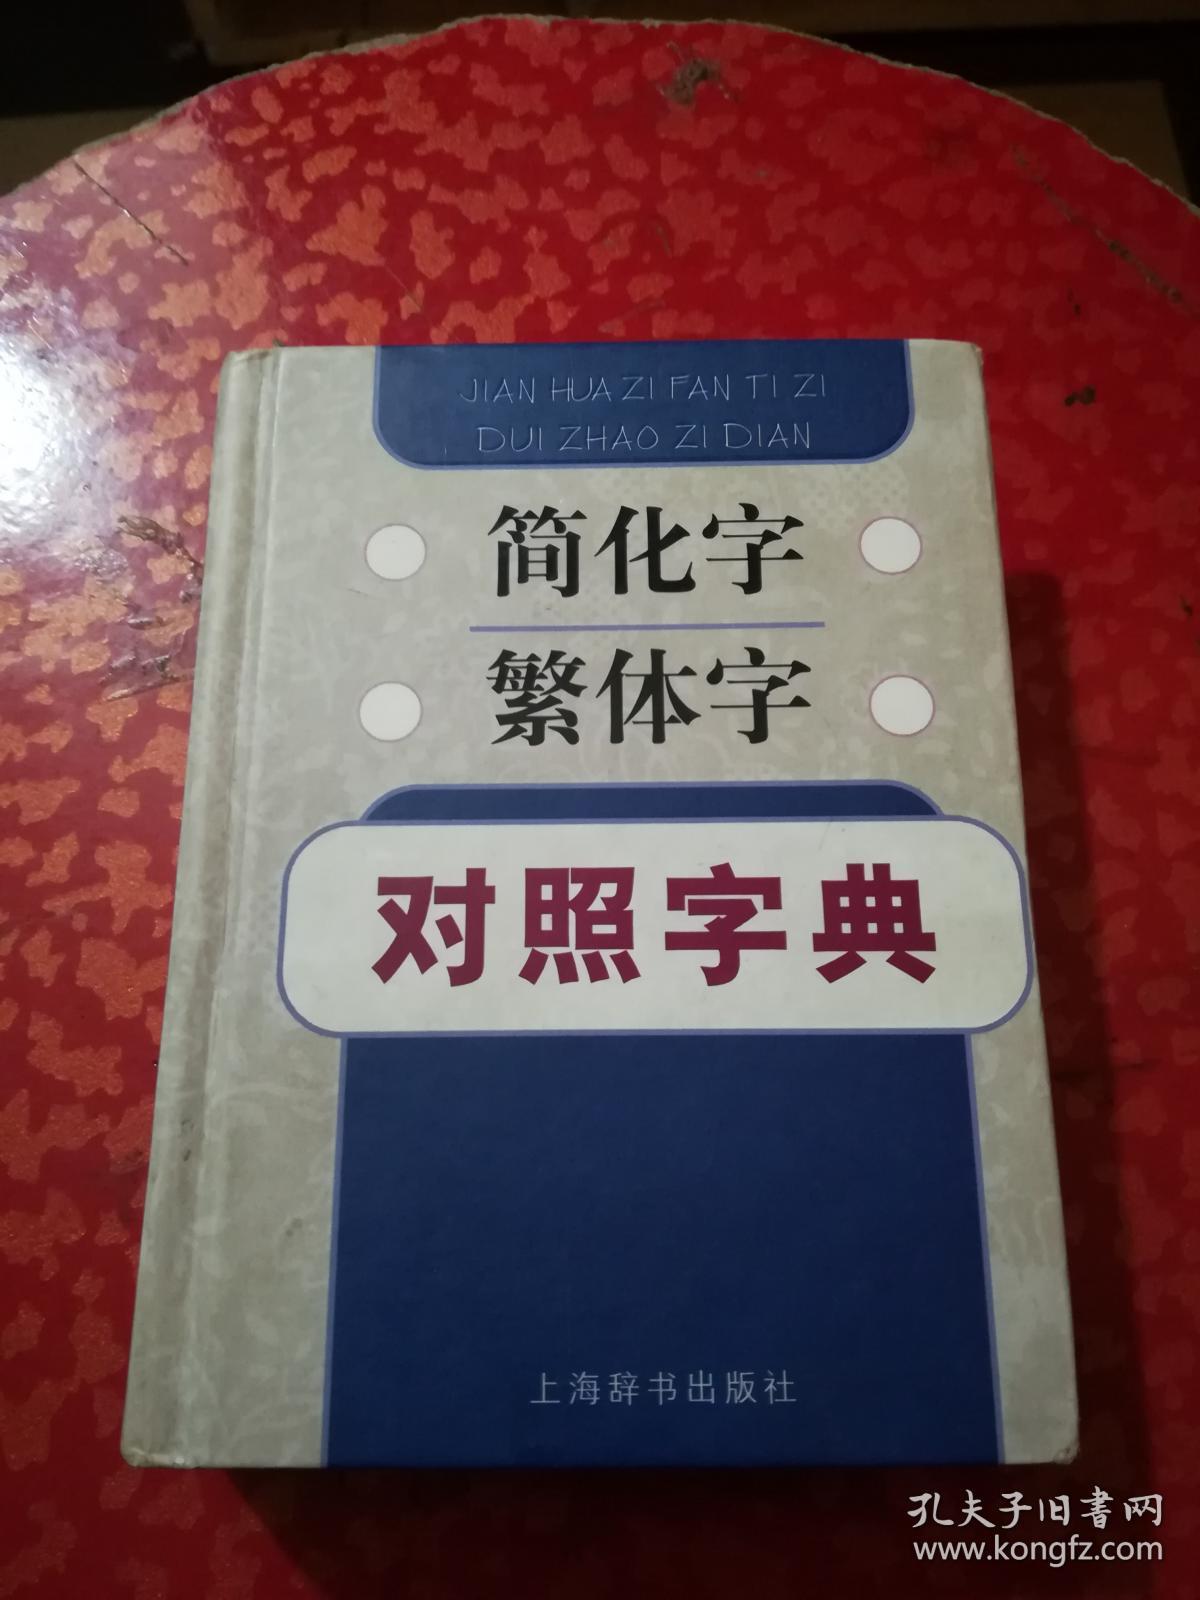 JIAN HUA ZI FAN TI ZI
DUI ZHAO ZI DIAN
简化字
繁体字
对照字典
上海辞书出版社
孔夫子旧書网
www.kongfz.com